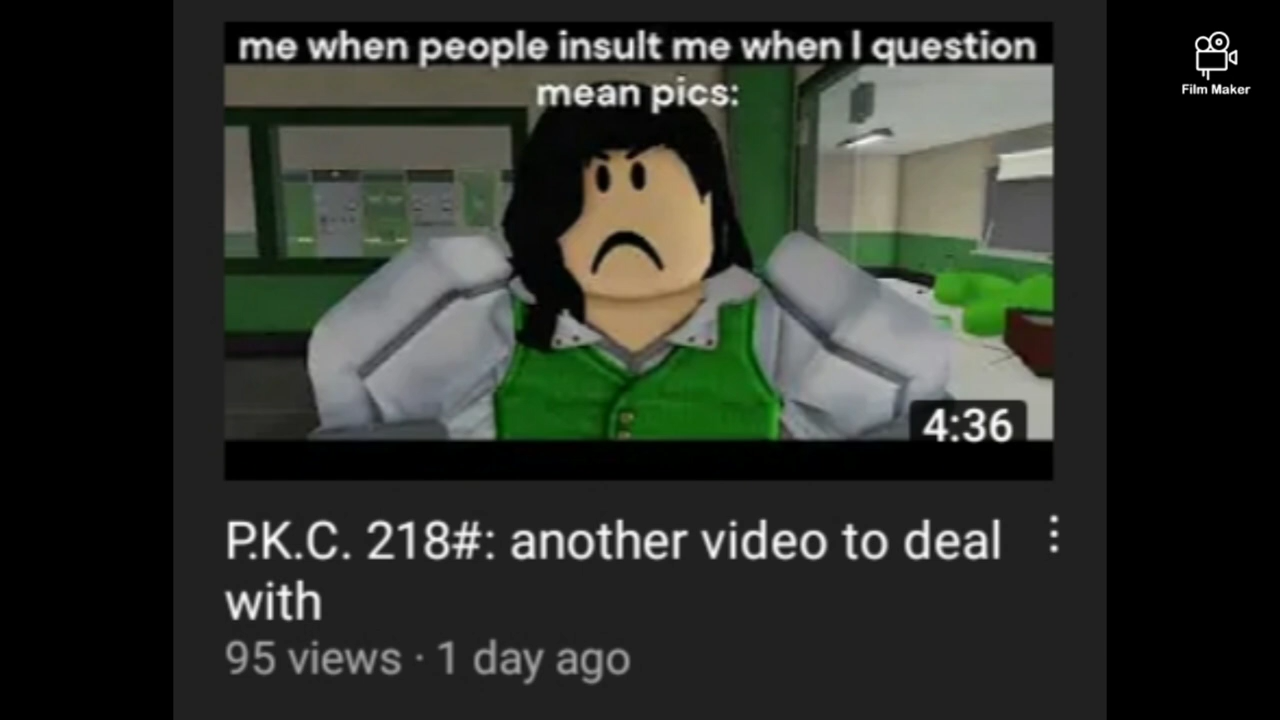 me when people insult me when I question
mean pics:
Film Maker
4:36
P.K.C. 218#: another video to deal
with
95 views · 1 day ago